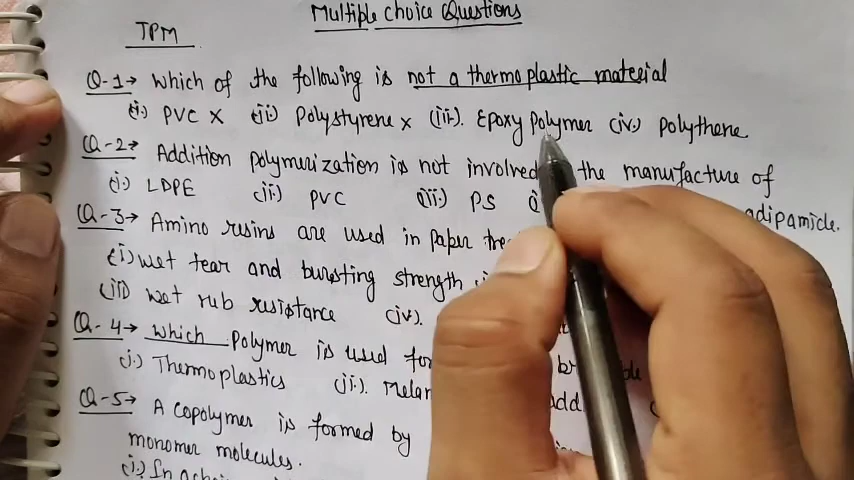 Multiple choice Questions
TPM
Q-1→ Which of the following is not a thermoplastic material
(i) PVC × (ii) Polystyrene × (iii). Epoxy Polymer (iv) Polythene
Q-2→ Addition polymerization is not involved the manufacture of
(i.) LDPE (ii.) PVC (iii.) PS adipamide.
Q-3→ Amino resins are used in paper
(i) wet tear and bursting strength
(iii) wet rub resistance (iv).
Q-4→ which Polymer is used for
(i.) Thermoplastics (ii).
Q-5→ A copolymer is formed by
monomer molecules.
(i.) In a